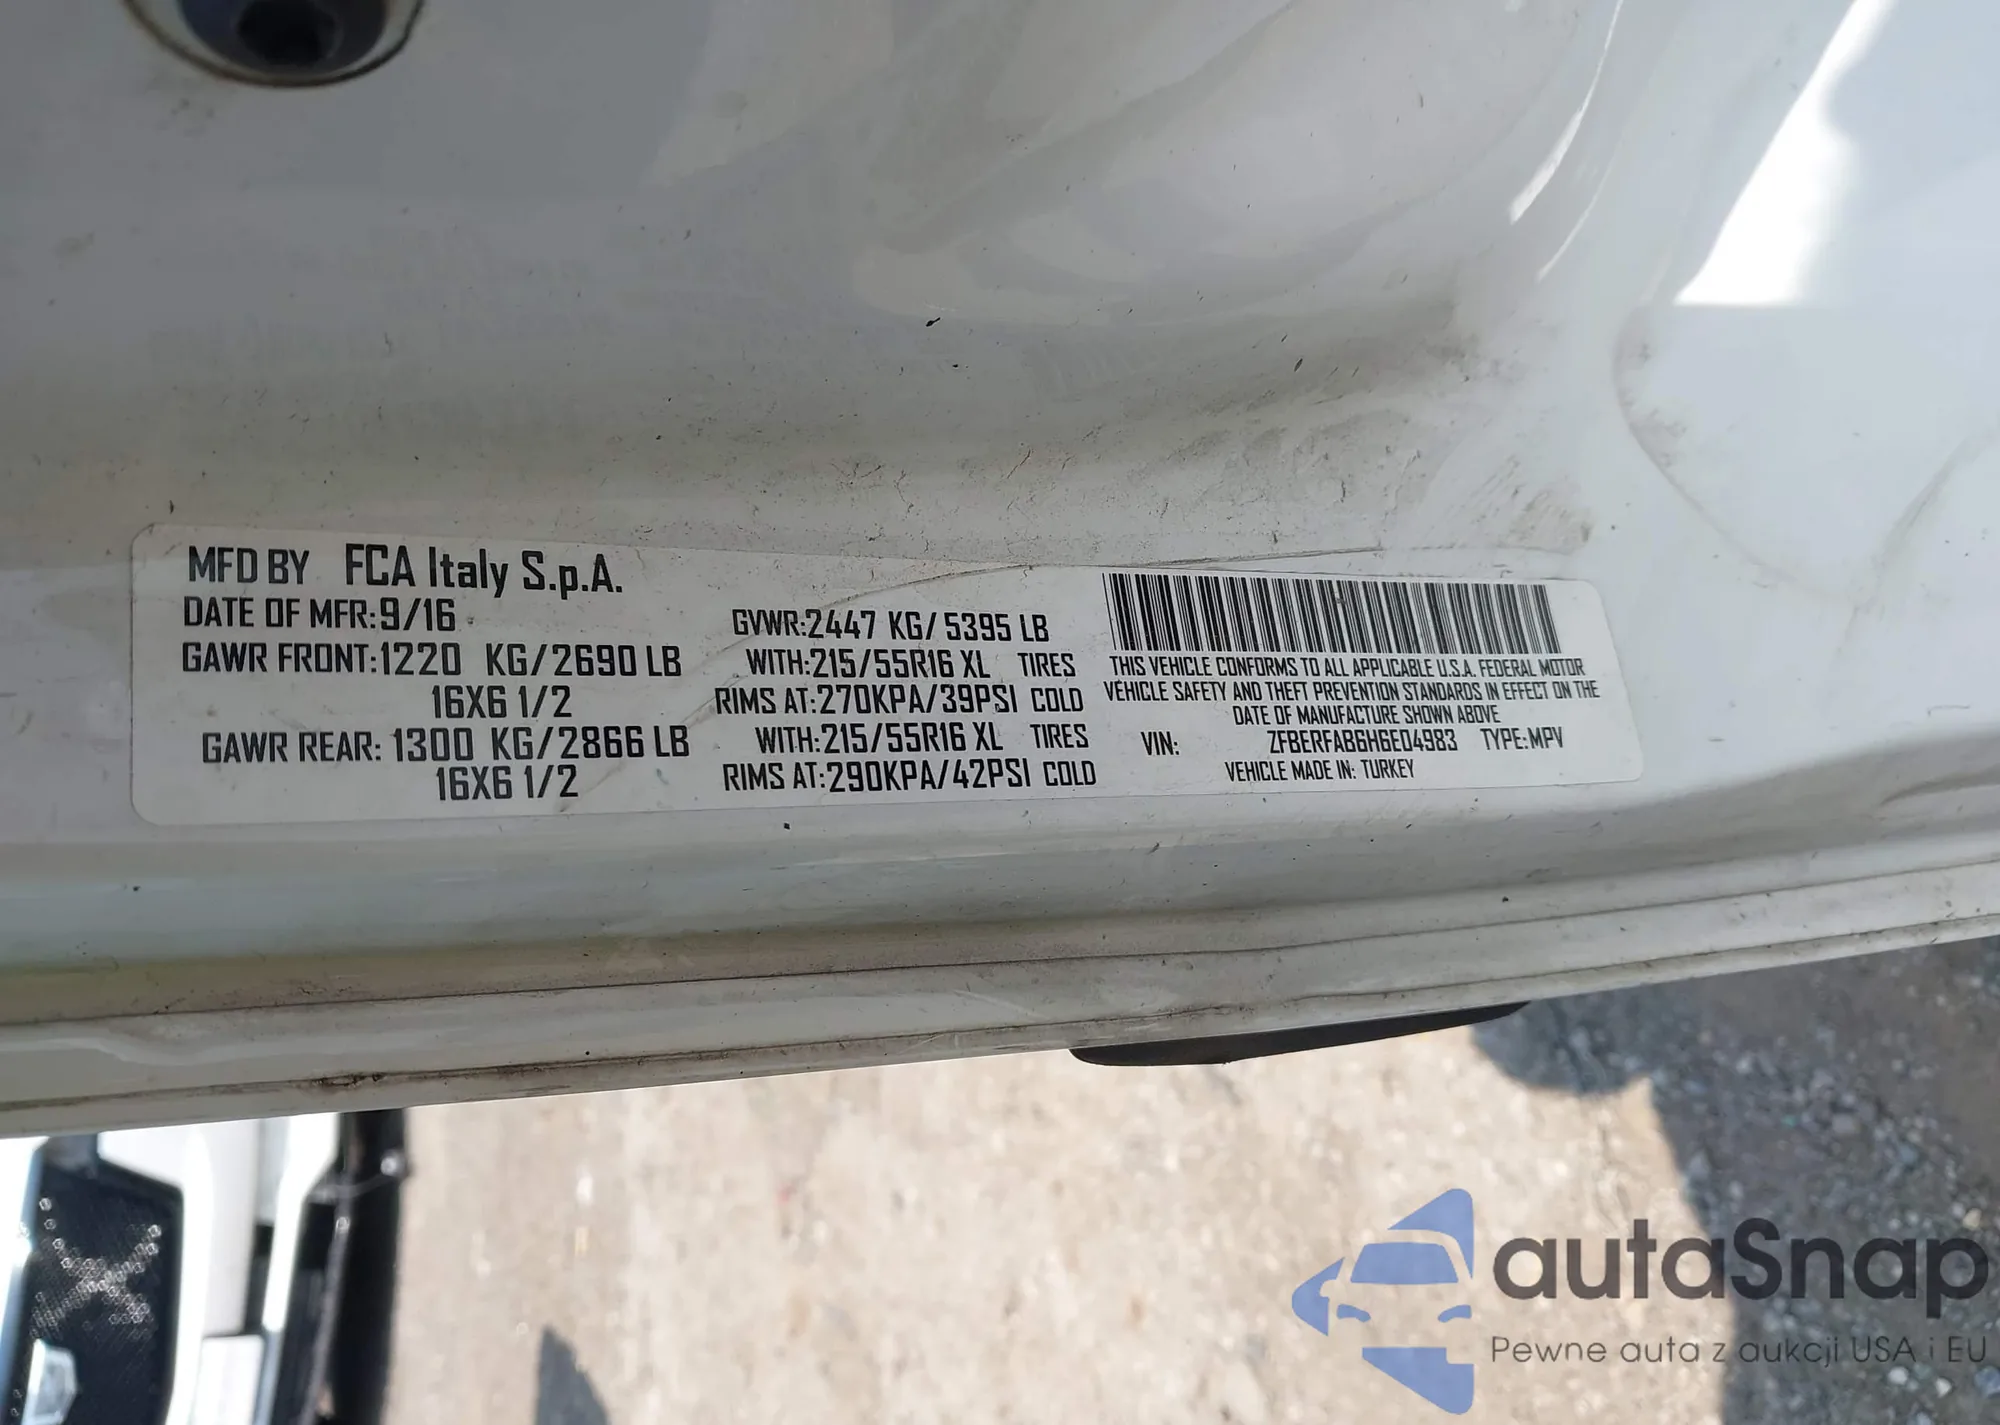 MFD BY FCA Italy S.p.A.
DATE OF MFR:9/16
GAWR FRONT:1220 KG/2690 LB
16X6 1/2
GAWR REAR: 1300 KG/2866 LB
16X6 1/2
GVWR:2447 KG/5395 LB
WITH:215/55R16 XL TIRES
RIMS AT:270KPA/39PSI COLD
WITH:215/55R16 XL TIRES
RIMS AT:290KPA/42PSI COLD
THIS VEHICLE CONFORMS TO ALL APPLICABLE U.S.A. FEDERAL MOTOR
VEHICLE SAFETY AND THEFT PREVENTION STANDARDS IN EFFECT ON THE
DATE OF MANUFACTURE SHOWN ABOVE
VIN: ZFBERFAB6H6E04983 TYPE:MPV
VEHICLE MADE IN: TURKEY
autaSnap
Pewne auta z aukcji USA i EU